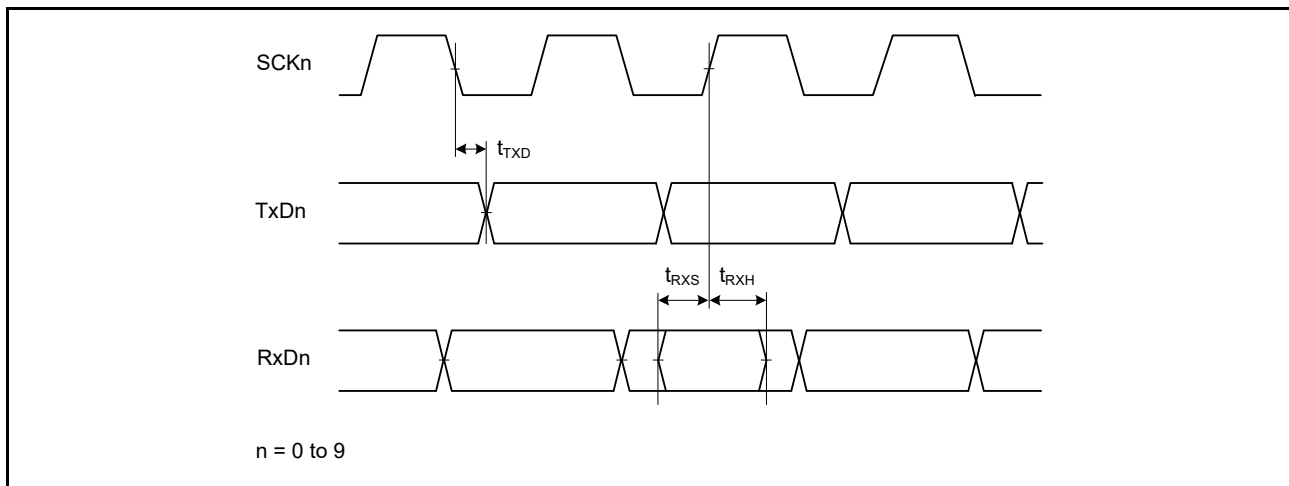 SCKn
tTXD
TxDn
tRXS tRXH
RxDn
n = 0 to 9